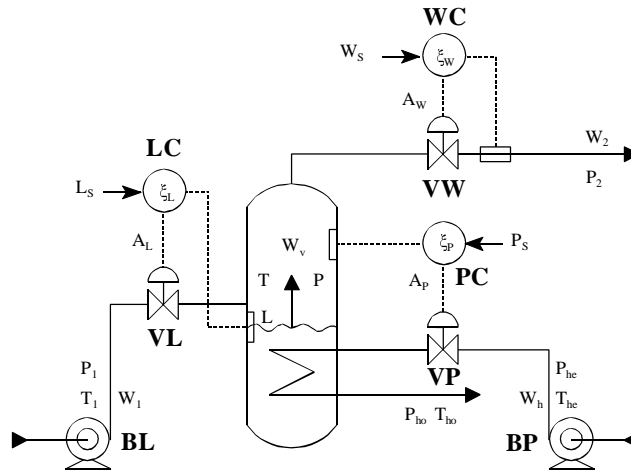 WC
W_S
ξ_W
A_W
W_2
LC
P_2
VW
L_S
ξ_L
W_v
ξ_P
P_S
A_L
T P
A_P
PC
L
VL
VP
P_1
P_he
T_1
W_1
W_h
T_he
P_ho T_ho
BL
BP